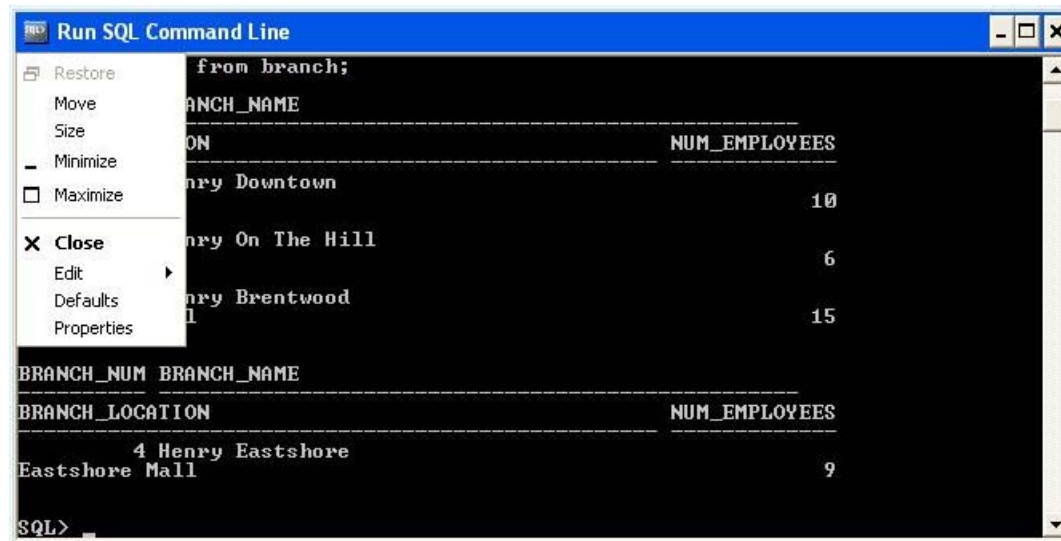 Run SQL Command Line
Restore
Move
Size
Minimize
Maximize
Close
Edit
Defaults
Properties
from branch;
ANCH_NAME
ON NUM_EMPLOYEES
nry Downtown
10
nry On The Hill
6
nry Brentwood
l 15
BRANCH_NUM BRANCH_NAME
BRANCH_LOCATION NUM_EMPLOYEES
4 Henry Eastshore
Eastshore Mall 9
SQL>